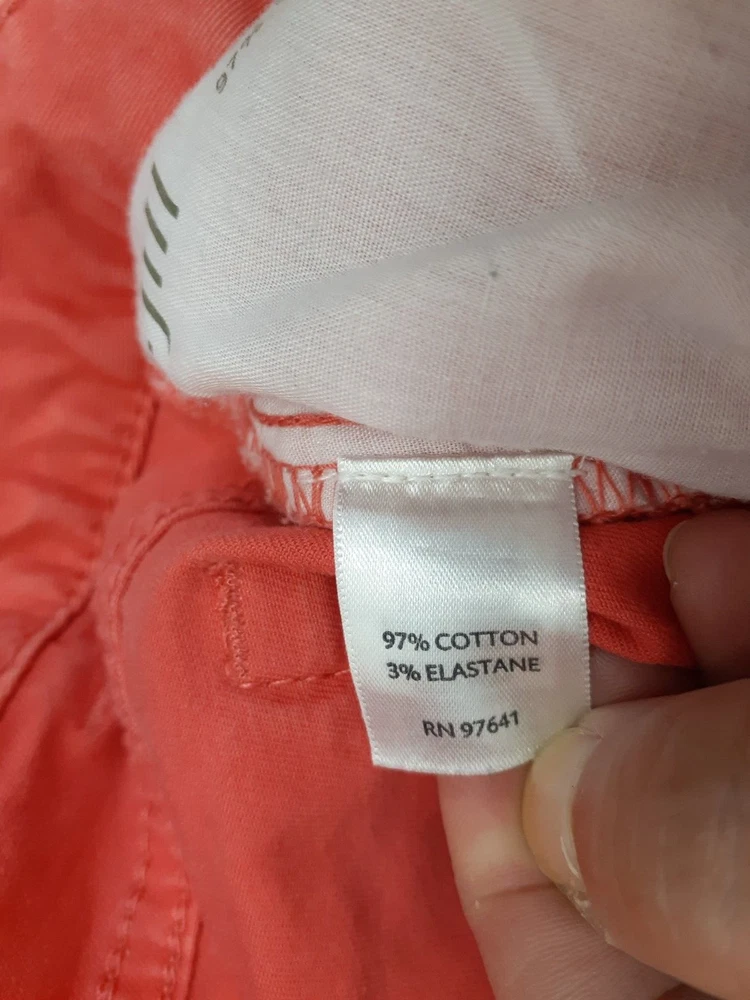 97% COTTON
3% ELASTANE
RN 97641